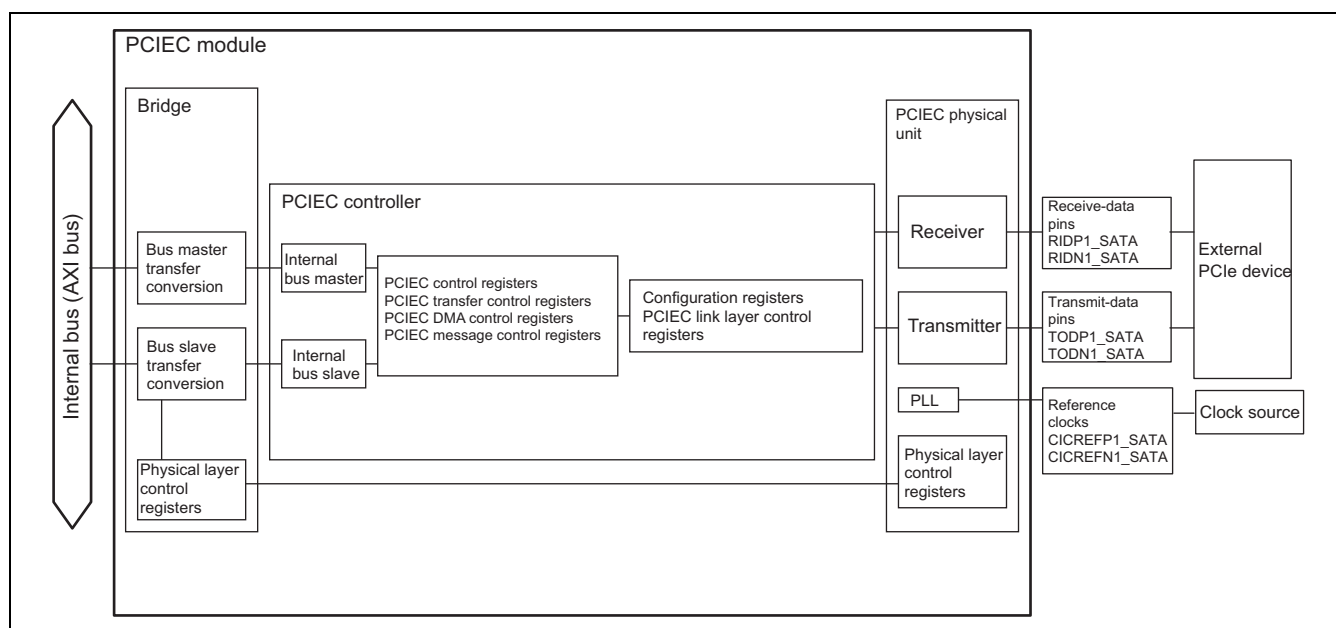 PCIEC module
Internal bus (AXI bus)
Bridge
Bus master
transfer
conversion
Bus slave
transfer
conversion
Physical layer
control
registers
PCIEC controller
Internal
bus master
Internal
bus slave
PCIEC control registers
PCIEC transfer control registers
PCIEC DMA control registers
PCIEC message control registers
Configuration registers
PCIEC link layer control
registers
PCIEC physical
unit
Receiver
Transmitter
PLL
Physical layer
control
registers
Receive-data
pins
RIDP1_SATA
RIDN1_SATA
Transmit-data
pins
TODP1_SATA
TODN1_SATA
Reference
clocks
CICREFP1_SATA
CICREFN1_SATA
External
PCIe device
Clock source